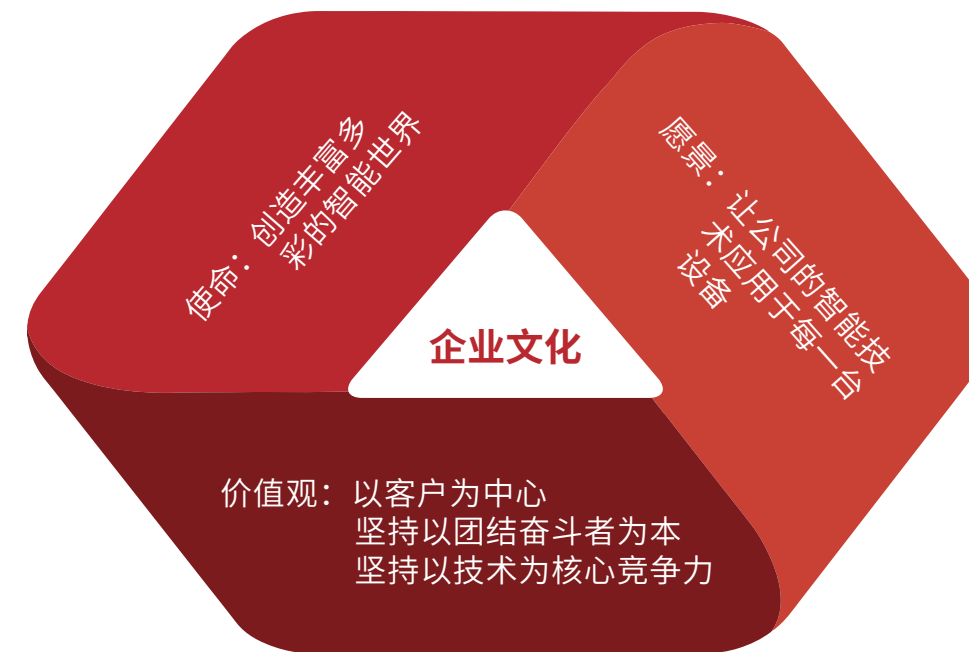 使命：创造丰富多
彩的智能世界
愿景：让公司的智能技
术应用于每一台
设备
企业文化
价值观：以客户为中心
坚持以团结奋斗者为本
坚持以技术为核心竞争力